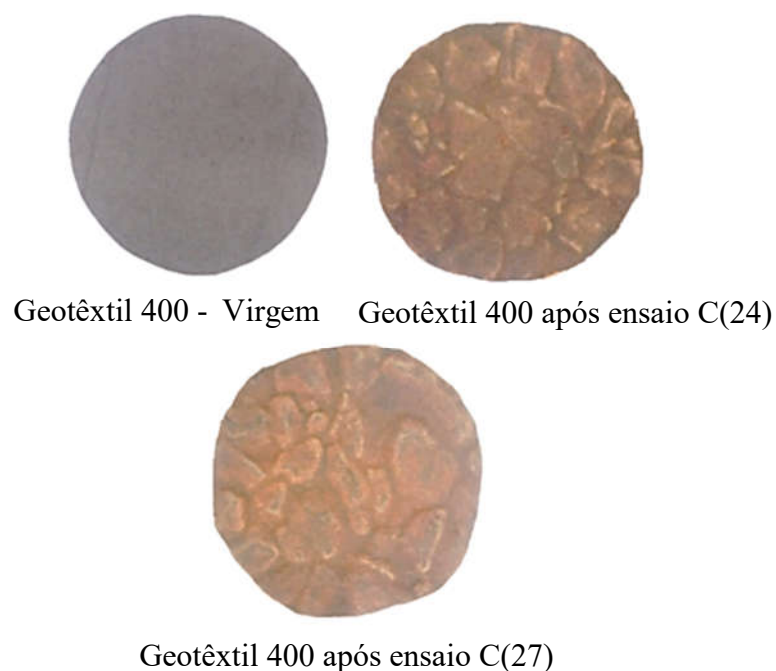 Geotêxtil 400 - Virgem
Geotêxtil 400 após ensaio C(24)
Geotêxtil 400 após ensaio C(27)